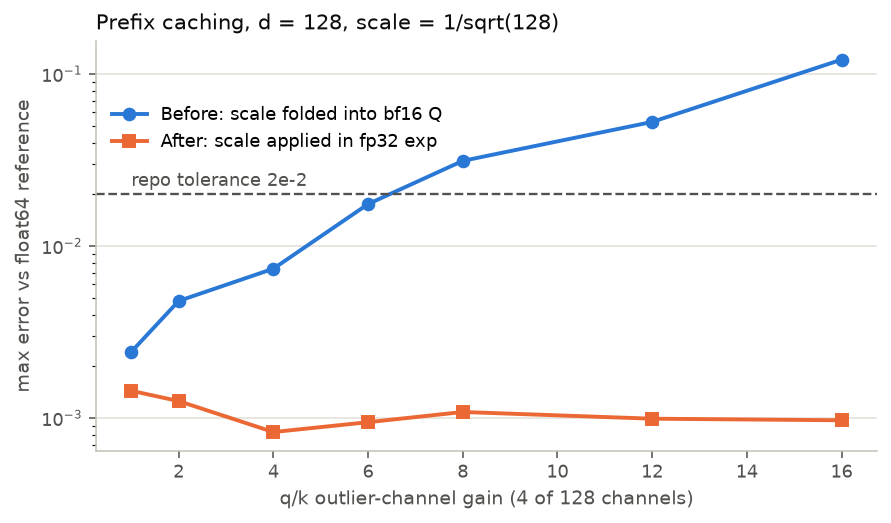 Prefix caching, d = 128, scale = 1/sqrt(128)
max error vs float64 reference
10⁻¹
10⁻²
10⁻³
Before: scale folded into bf16 Q
After: scale applied in fp32 exp
repo tolerance 2e-2
2 4 6 8 10 12 14 16
q/k outlier-channel gain (4 of 128 channels)